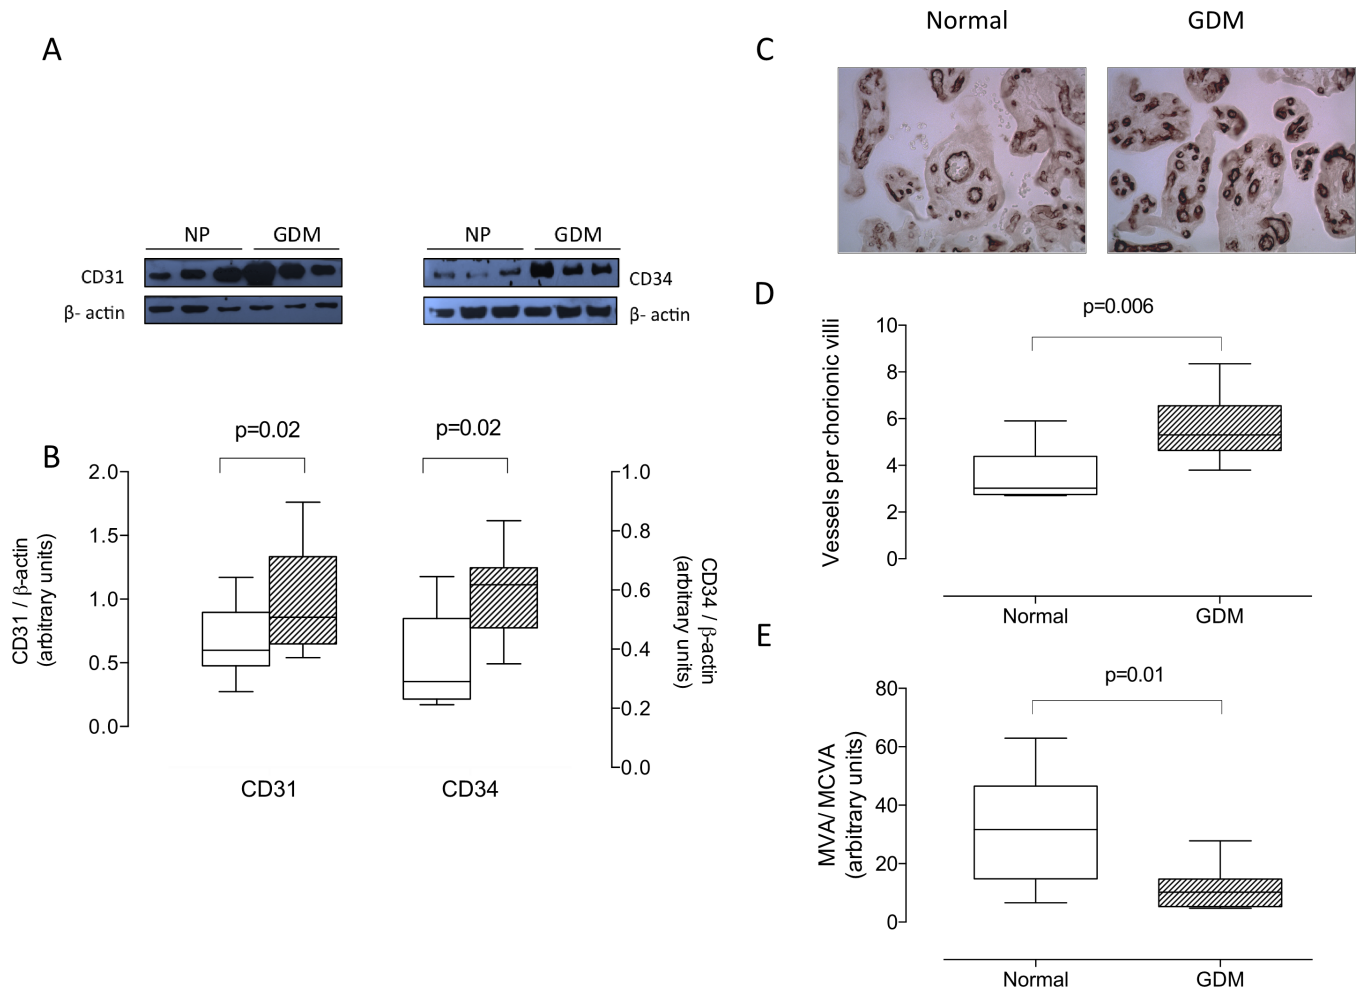 A
NP GDM
CD31
β- actin
NP GDM
CD34
β- actin
B
p=0.02
p=0.02
CD31 / β-actin
(arbitrary units)
2.0
1.5
1.0
0.5
0.0
1.0
0.8
0.6
0.4
0.2
0.0
CD34 / β-actin
(arbitrary units)
CD31
CD34
C
Normal
GDM
D
p=0.006
Vessels per chorionic villi
10
8
6
4
2
0
Normal
GDM
E
p=0.01
MVA/ MCVA
(arbitrary units)
80
60
40
20
0
Normal
GDM